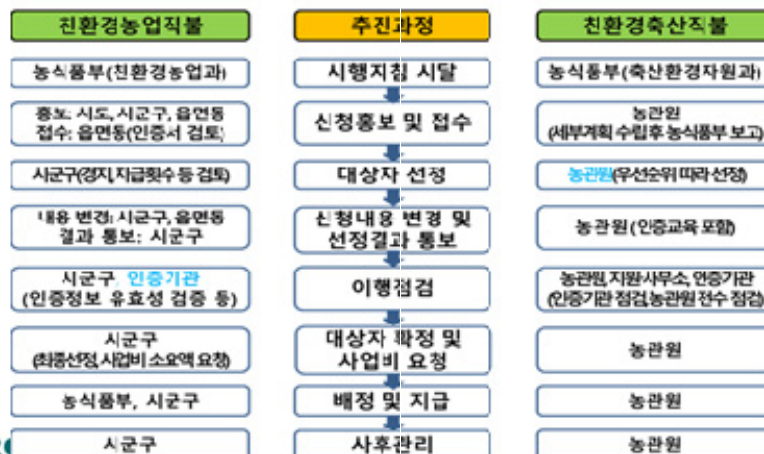 친환경농업직불
추진과정
친환경축산직불
농식품부(친환경농업과)
시행지침 시달
농식품부(축산환경자원과)
홍보: 시도, 시군구, 읍면동
접수: 읍면동(인증서 검토)
신청홍보 및 접수
농관원
(세부계획 수립후 농식품부 보고)
시군구(경지,지급횟수 등 검토)
대상자 선정
농관원(우선순위 따라 선정)
내용 변경: 시군구, 읍면동
결과 통보: 시군구
신청내용 변경 및
선정결과 통보
농관원(인증교육 포함)
시군구, 인증기관
(인증정보 유효성 검증 등)
이행점검
농관원,지원·사무소, 인증기관
(인증기관 점검,농관원 전수 점검)
시군구
(최종선정,사업비 소요액 요청)
대상자 확정 및
사업비 요청
농관원
농식품부, 시군구
배정 및 지급
농관원
시군구
사후관리
농관원